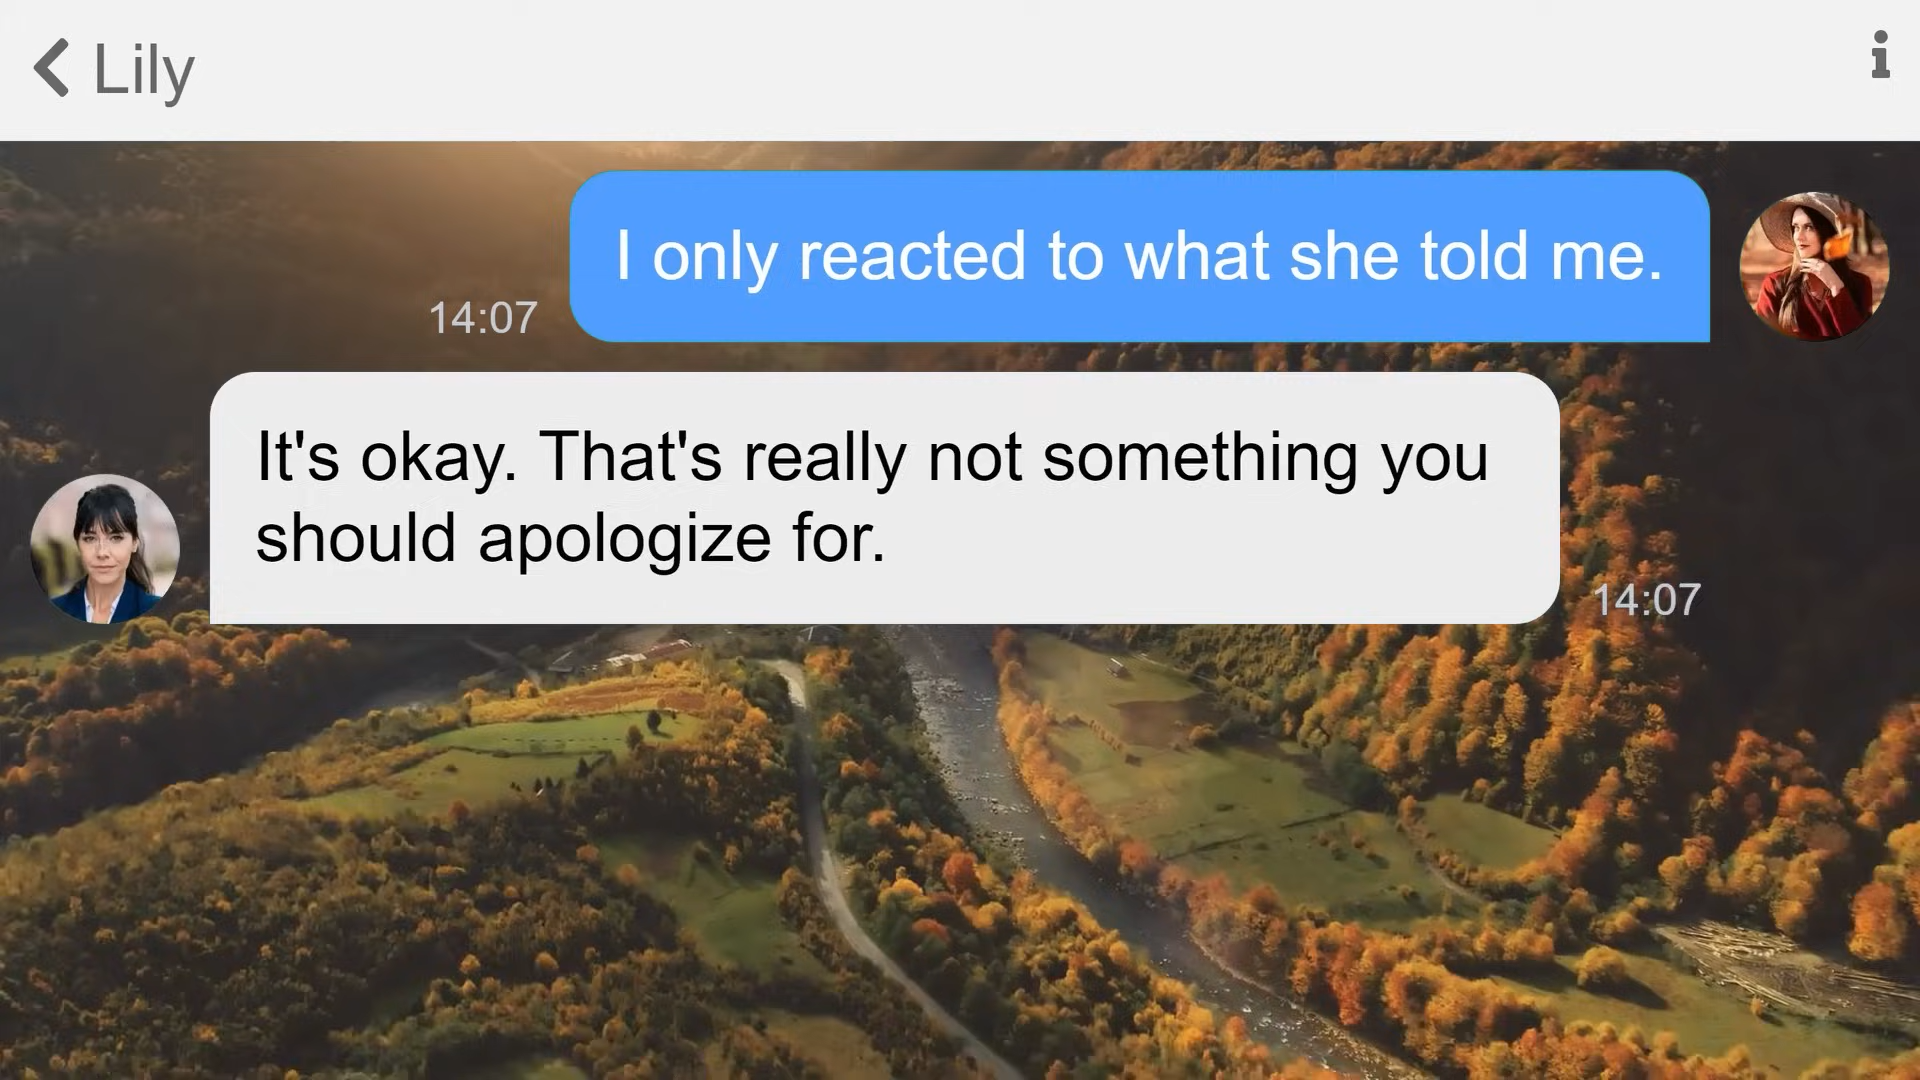 Lily
I only reacted to what she told me.
14:07
It's okay. That's really not something you
should apologize for.
14:07